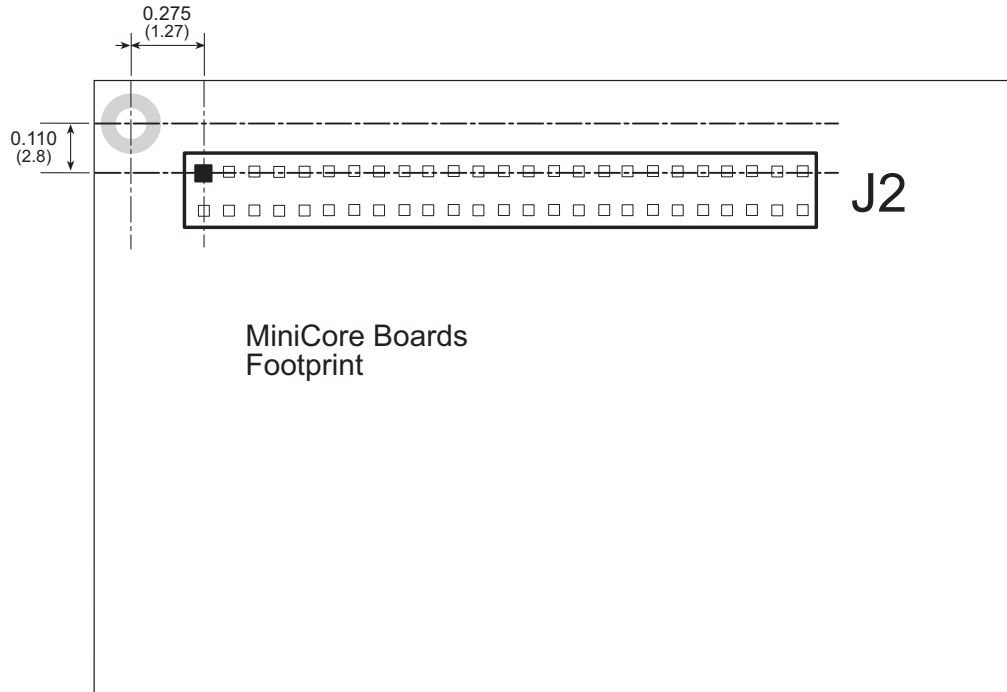 0.275
(1.27)
0.110
(2.8)
J2
MiniCore Boards
Footprint